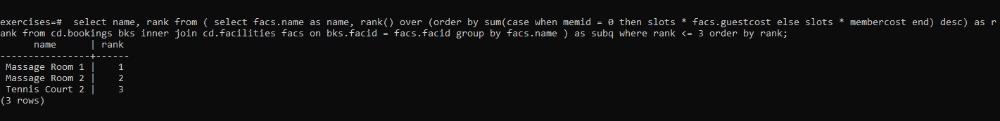 exercises=#  select name, rank from ( select facs.name as name, rank() over (order by sum(case when memid = 0 then slots * facs.guestcost else slots * membercost end) desc) as r
ank from cd.bookings bks inner join cd.facilities facs on bks.facid = facs.facid group by facs.name ) as subq where rank <= 3 order by rank;
      name       | rank
-----------------+------
 Massage Room 1 |    1
 Massage Room 2 |    2
 Tennis Court 2 |    3
(3 rows)